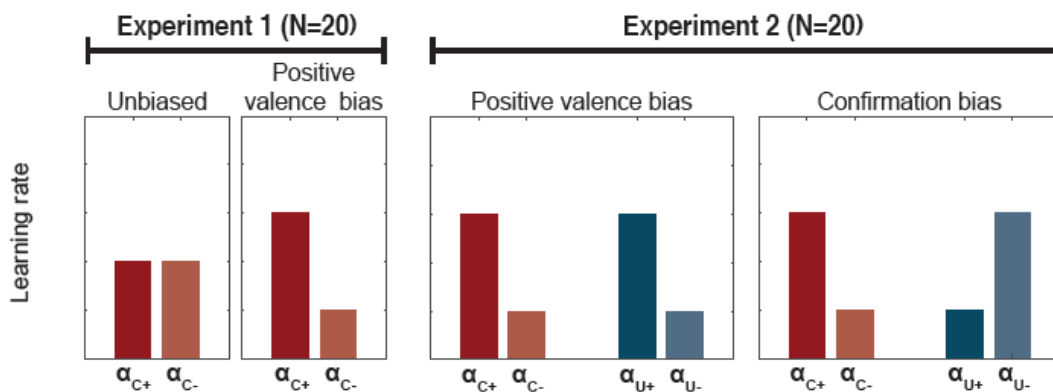 Experiment 1 (N=20)
Experiment 2 (N=20)
Unbiased
Positive
valence bias
Positive valence bias
Confirmation bias
Learning rate
αC+ αC-
αC+ αC-
αC+ αC- αU+ αU-
αC+ αC- αU+ αU-